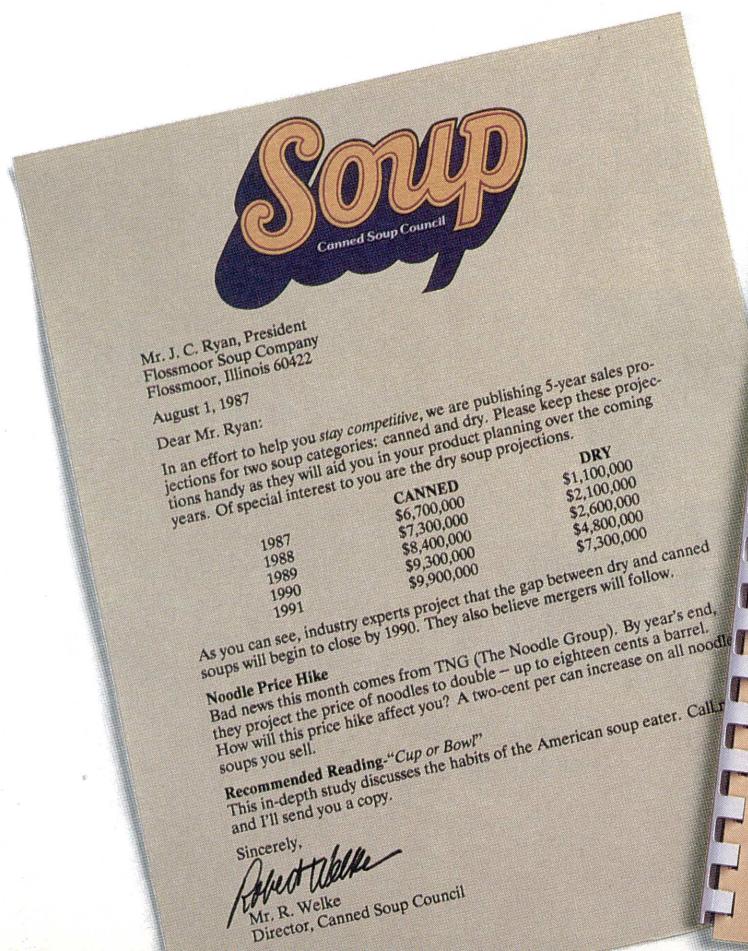 Soup
Canned Soup Council
Mr. J. C. Ryan, President
Flossmoor Soup Company
Flossmoor, Illinois 60422
August 1, 1987
Dear Mr. Ryan:
In an effort to help you stay competitive, we are publishing 5-year sales pro-
jections for two soup categories: canned and dry. Please keep these projec-
tions handy as they will aid you in your product planning over the coming
years. Of special interest to you are the dry soup projections.
CANNED DRY
1987 $6,700,000 $1,100,000
1988 $7,300,000 $2,100,000
1989 $8,400,000 $2,600,000
1990 $9,300,000 $4,800,000
1991 $9,900,000 $7,300,000
As you can see, industry experts project that the gap between dry and canned
soups will begin to close by 1990. They also believe mergers will follow.
Noodle Price Hike
Bad news this month comes from TNG (The Noodle Group). By year's end,
they project the price of noodles to double – up to eighteen cents a barrel.
How will this price hike affect you? A two-cent per can increase on all noodle
soups you sell.
Recommended Reading-"Cup or Bowl"
This in-depth study discusses the habits of the American soup eater. Call
and I'll send you a copy.
Sincerely,
Robert Welke
Mr. R. Welke
Director, Canned Soup Council